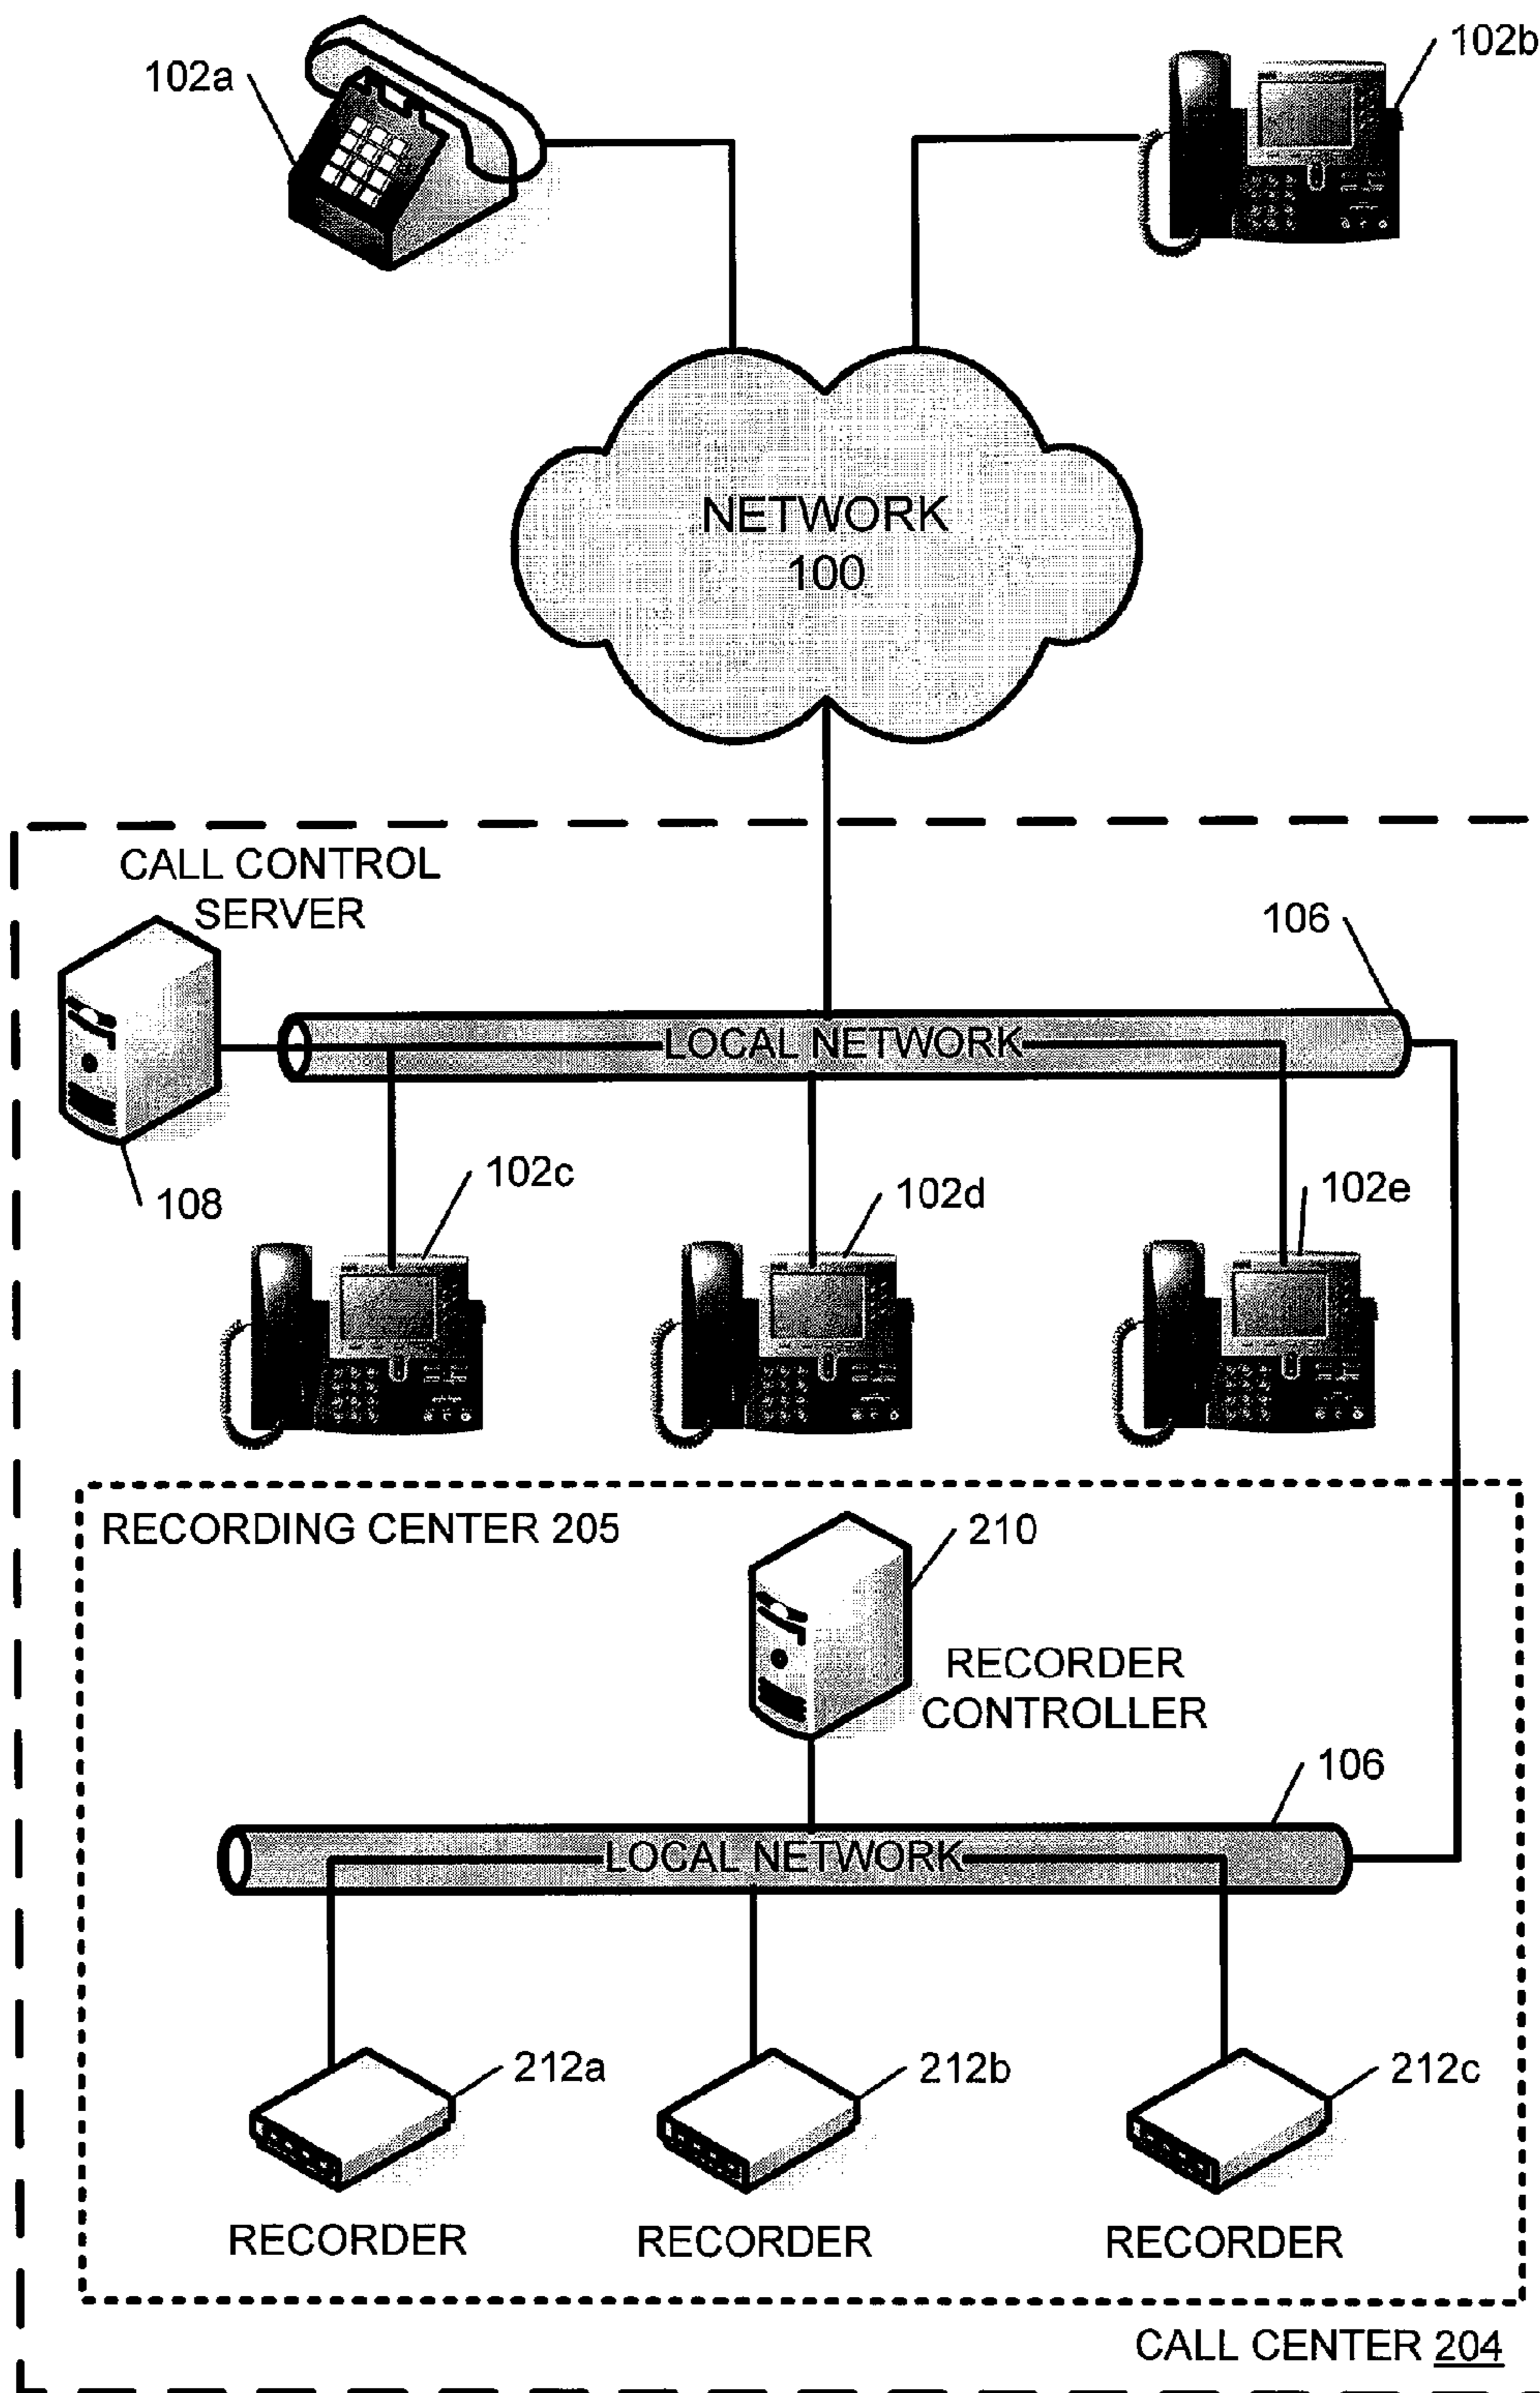 102a
102b
NETWORK
100
CALL CONTROL
SERVER
106
LOCAL NETWORK
108
102c
102d
102e
RECORDING CENTER 205
210
RECORDER
CONTROLLER
106
LOCAL NETWORK
212a
212b
212c
RECORDER
RECORDER
RECORDER
CALL CENTER 204